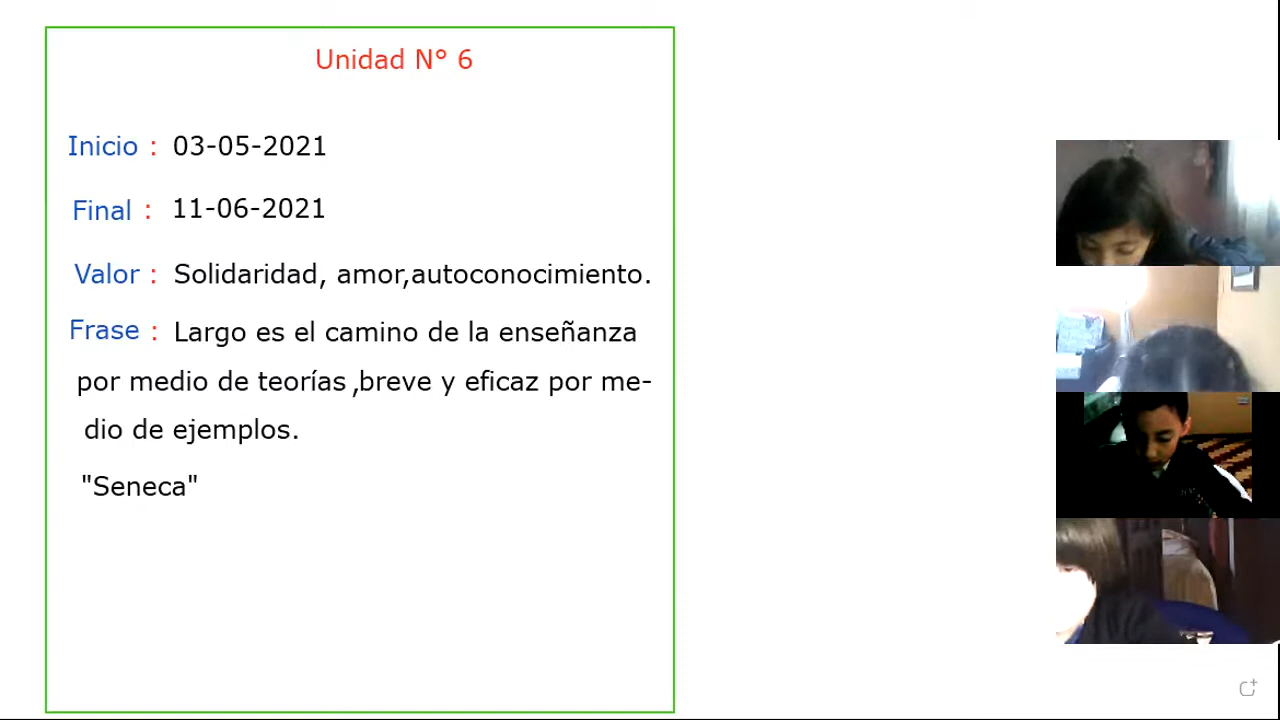 Unidad N° 6
Inicio : 03-05-2021
Final : 11-06-2021
Valor : Solidaridad, amor,autoconocimiento.
Frase : Largo es el camino de la enseñanza
por medio de teorías ,breve y eficaz por me-
dio de ejemplos.
"Seneca"